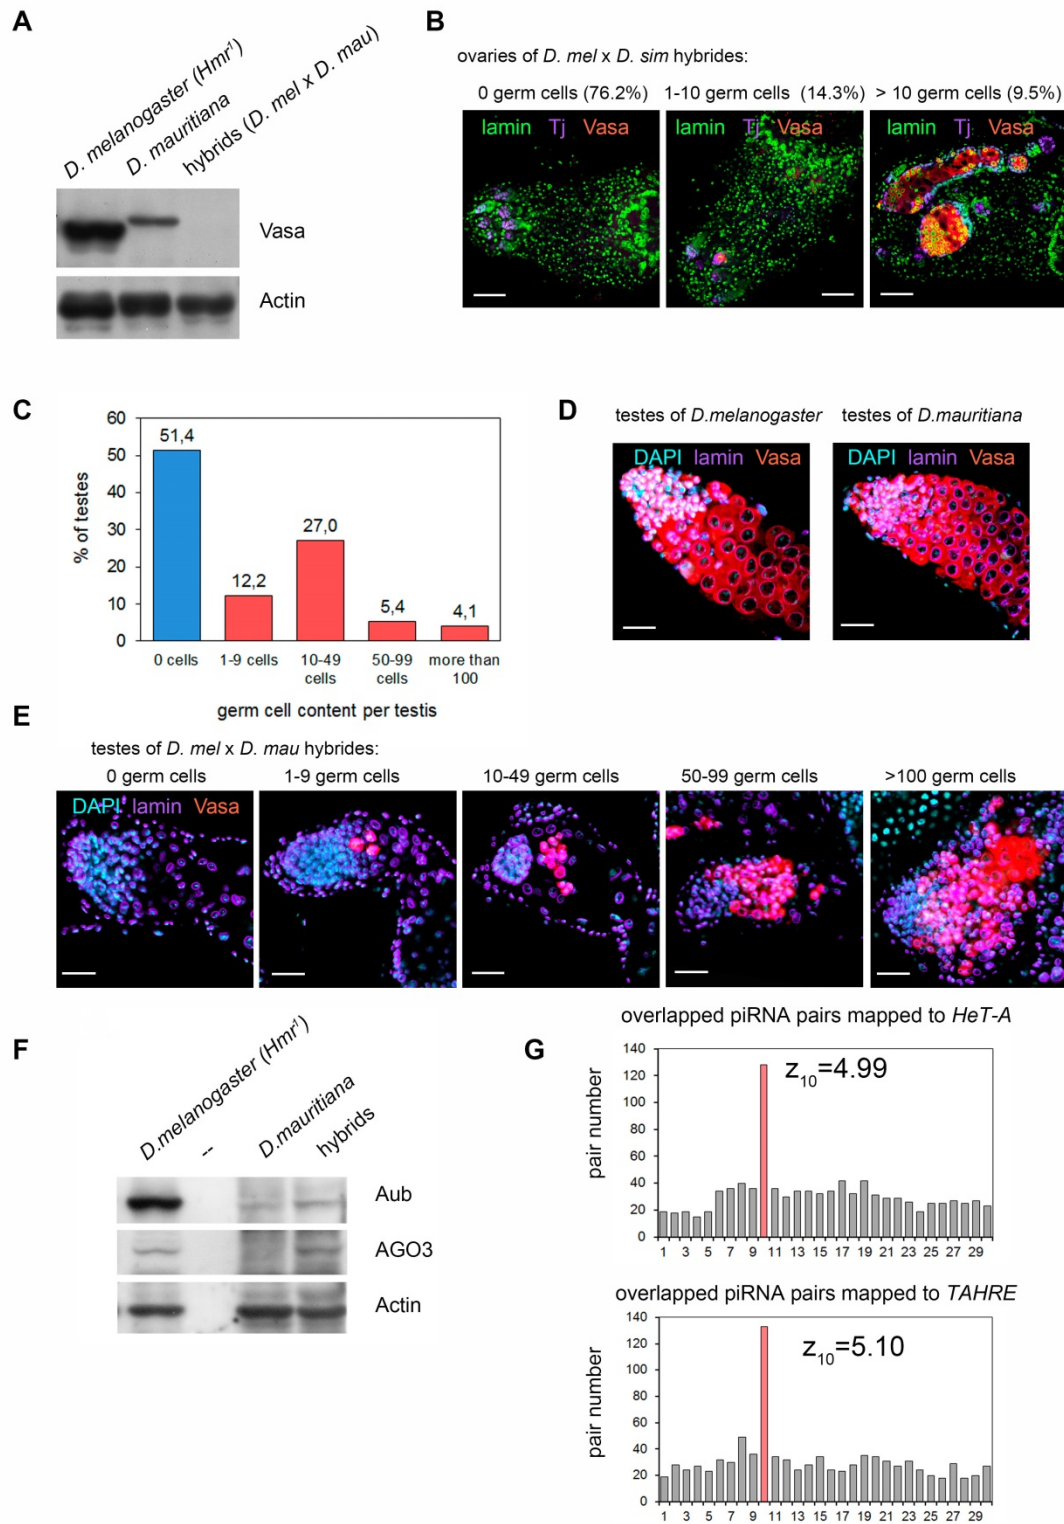 A
D. melanogaster (Hmr¹)
D. mauritiana
hybrids (D. mel x D. mau)
Vasa
Actin
B
ovaries of D. mel x D. sim hybrides:
0 germ cells (76.2%) 1-10 germ cells (14.3%) > 10 germ cells (9.5%)
lamin Tj Vasa lamin Tj Vasa lamin Tj Vasa
C
% of testes
60
50
40
30
20
10
0
51,4
12,2
27,0
5,4
4,1
0 cells
1-9 cells
10-49
cells
50-99
cells
more than
100
germ cell content per testis
D
testes of D.melanogaster testes of D.mauritiana
DAPI lamin Vasa DAPI lamin Vasa
E
testes of D. mel x D. mau hybrides:
0 germ cells 1-9 germ cells 10-49 germ cells 50-99 germ cells >100 germ cells
DAPI lamin Vasa
F
D.melanogaster (Hmr¹)
--
D.mauritiana
hybrids
Aub
AGO3
Actin
G
overlapped piRNA pairs mapped to HeT-A
z₁₀=4.99
pair number
140
120
100
80
60
40
20
0
1 3 5 7 9 11 13 15 17 19 21 23 25 27 29
overlapped piRNA pairs mapped to TAHRE
z₁₀=5.10
pair number
140
120
100
80
60
40
20
0
1 3 5 7 9 11 13 15 17 19 21 23 25 27 29